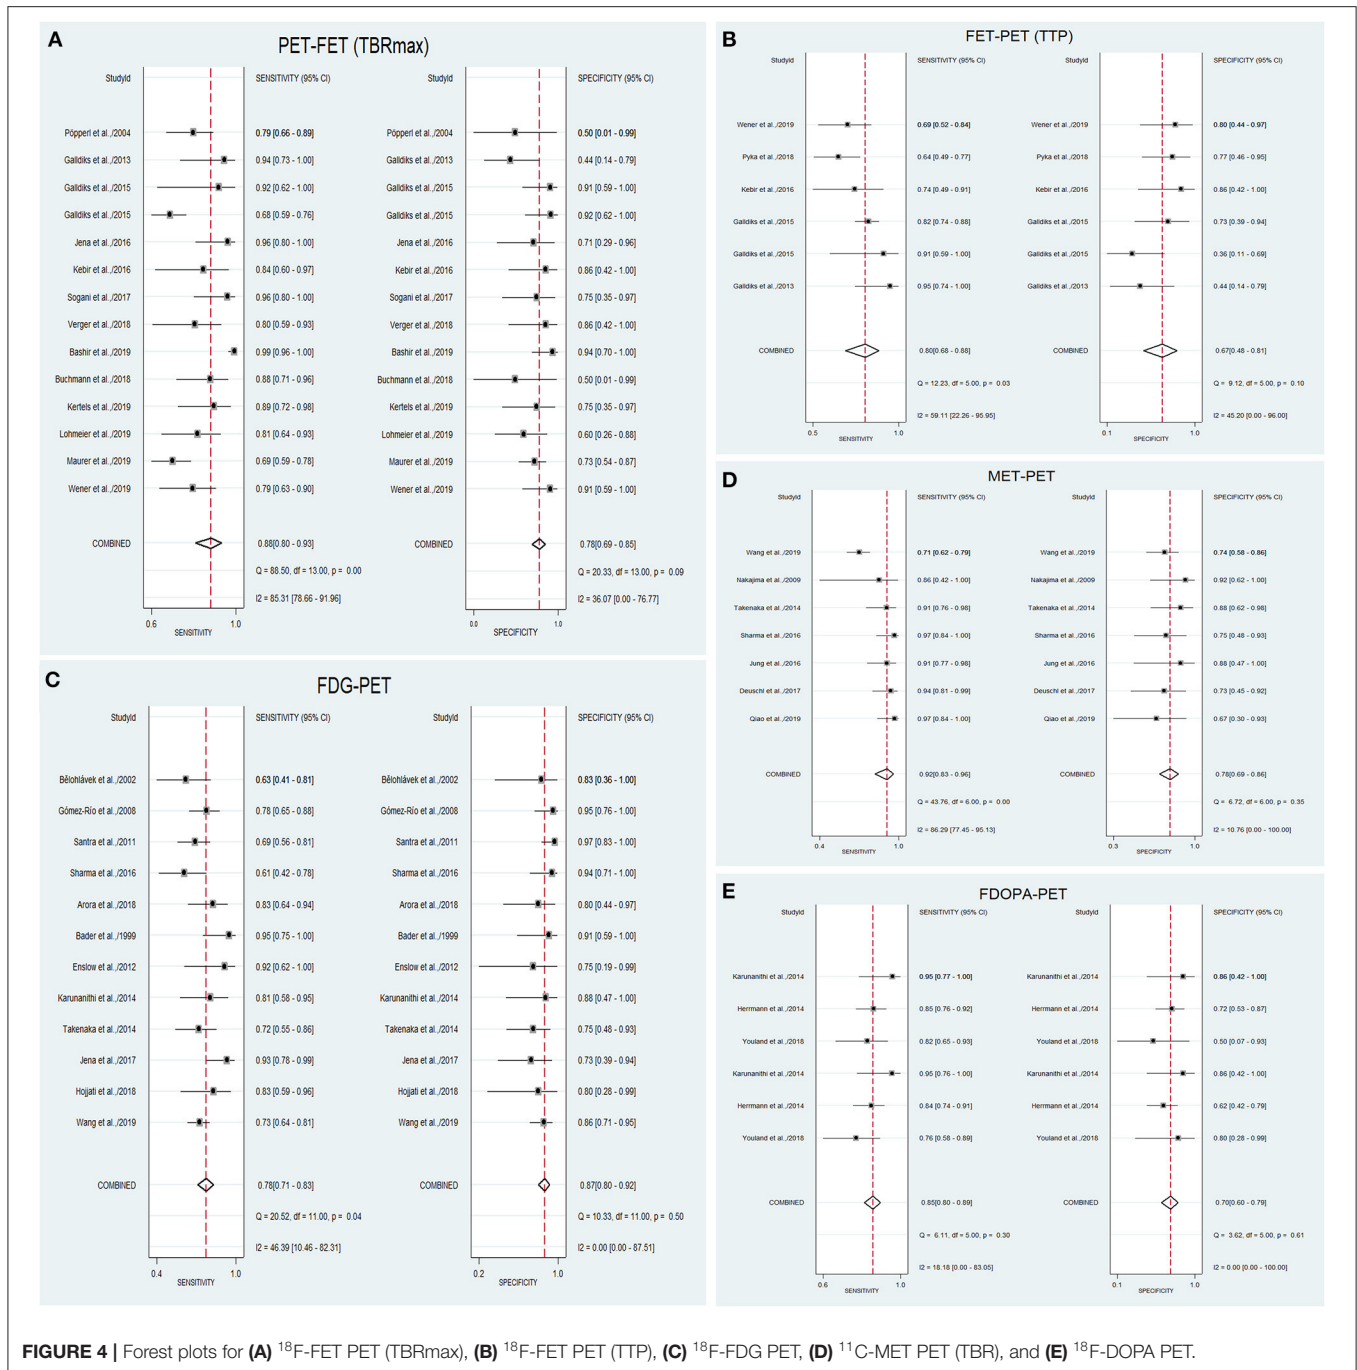 A
PET-FET (TBRmax)
StudyId SENSITIVITY (95% CI) StudyId SPECIFICITY (95% CI)
Pöpperl et al.,/2004 0.79 [0.66 - 0.89] Pöpperl et al.,/2004 0.50 [0.01 - 0.99]
Galldiks et al./2013 0.94 [0.73 - 1.00] Galldiks et al./2013 0.44 [0.14 - 0.79]
Galldiks et al./2015 0.92 [0.62 - 1.00] Galldiks et al./2015 0.91 [0.59 - 1.00]
Galldiks et al./2015 0.68 [0.59 - 0.76] Galldiks et al./2015 0.92 [0.62 - 1.00]
Jena et al./2016 0.96 [0.80 - 1.00] Jena et al./2016 0.71 [0.29 - 0.96]
Kebir et al./2016 0.84 [0.60 - 0.97] Kebir et al./2016 0.86 [0.42 - 1.00]
Sogani et al./2017 0.96 [0.80 - 1.00] Sogani et al./2017 0.75 [0.35 - 0.97]
Verger et al./2018 0.80 [0.59 - 0.93] Verger et al./2018 0.86 [0.42 - 1.00]
Bashir et al./2019 0.99 [0.96 - 1.00] Bashir et al./2019 0.94 [0.70 - 1.00]
Buchmann et al./2018 0.88 [0.71 - 0.96] Buchmann et al./2018 0.50 [0.01 - 0.99]
Kertels et al./2019 0.89 [0.72 - 0.98] Kertels et al./2019 0.75 [0.35 - 0.97]
Lohmeier et al./2019 0.81 [0.64 - 0.93] Lohmeier et al./2019 0.60 [0.26 - 0.88]
Maurer et al./2019 0.69 [0.59 - 0.78] Maurer et al./2019 0.73 [0.54 - 0.87]
Wener et al./2019 0.79 [0.63 - 0.90] Wener et al./2019 0.91 [0.59 - 1.00]
COMBINED 0.88[0.80 - 0.93] COMBINED 0.78[0.69 - 0.85]
Q = 88.50, df = 13.00, p = 0.00 Q = 20.33, df = 13.00, p = 0.09
I2 = 85.31 [78.66 - 91.96] I2 = 36.07 [0.00 - 76.77]
0.6 1.0 0.0 1.0
SENSITIVITY SPECIFICITY
B
FET-PET (TTP)
StudyId SENSITIVITY (95% CI) StudyId SPECIFICITY (95% CI)
Wener et al./2019 0.69 [0.52 - 0.84] Wener et al./2019 0.80 [0.44 - 0.97]
Pyka et al./2018 0.64 [0.49 - 0.77] Pyka et al./2018 0.77 [0.46 - 0.95]
Kebir et al./2016 0.74 [0.49 - 0.91] Kebir et al./2016 0.86 [0.42 - 1.00]
Galldiks et al./2015 0.82 [0.74 - 0.88] Galldiks et al./2015 0.73 [0.39 - 0.94]
Galldiks et al./2015 0.91 [0.59 - 1.00] Galldiks et al./2015 0.36 [0.11 - 0.69]
Galldiks et al./2013 0.95 [0.74 - 1.00] Galldiks et al./2013 0.44 [0.14 - 0.79]
COMBINED 0.80[0.68 - 0.88] COMBINED 0.67[0.48 - 0.81]
Q = 12.23, df = 5.00, p = 0.03 Q = 9.12, df = 5.00, p = 0.10
I2 = 59.11 [22.26 - 95.95] I2 = 45.20 [0.00 - 96.00]
0.5 1.0 0.1 1.0
SENSITIVITY SPECIFICITY
C
FDG-PET
StudyId SENSITIVITY (95% CI) StudyId SPECIFICITY (95% CI)
Bělohlávek et al./2002 0.63 [0.41 - 0.81] Bělohlávek et al./2002 0.83 [0.36 - 1.00]
Gómez-Río et al./2008 0.78 [0.65 - 0.88] Gómez-Río et al./2008 0.95 [0.76 - 1.00]
Santra et al./2011 0.69 [0.56 - 0.81] Santra et al./2011 0.97 [0.83 - 1.00]
Sharma et al./2016 0.61 [0.42 - 0.78] Sharma et al./2016 0.94 [0.71 - 1.00]
Arora et al./2018 0.83 [0.64 - 0.94] Arora et al./2018 0.80 [0.44 - 0.97]
Bader et al./1999 0.95 [0.75 - 1.00] Bader et al./1999 0.91 [0.59 - 1.00]
Enslow et al./2012 0.92 [0.62 - 1.00] Enslow et al./2012 0.75 [0.19 - 0.99]
Karunanithi et al./2014 0.81 [0.58 - 0.95] Karunanithi et al./2014 0.88 [0.47 - 1.00]
Takenaka et al./2014 0.72 [0.55 - 0.86] Takenaka et al./2014 0.75 [0.48 - 0.93]
Jena et al./2017 0.93 [0.78 - 0.99] Jena et al./2017 0.73 [0.39 - 0.94]
Hojjati et al./2018 0.83 [0.59 - 0.96] Hojjati et al./2018 0.80 [0.28 - 0.99]
Wang et al./2019 0.73 [0.64 - 0.81] Wang et al./2019 0.86 [0.71 - 0.95]
COMBINED 0.78[0.71 - 0.83] COMBINED 0.87[0.80 - 0.92]
Q = 20.52, df = 11.00, p = 0.04 Q = 10.33, df = 11.00, p = 0.50
I2 = 46.39 [10.46 - 82.31] I2 = 0.00 [0.00 - 87.51]
0.4 1.0 0.2 1.0
SENSITIVITY SPECIFICITY
D
MET-PET
StudyId SENSITIVITY (95% CI) StudyId SPECIFICITY (95% CI)
Wang et al./2019 0.71 [0.62 - 0.79] Wang et al./2019 0.74 [0.58 - 0.86]
Nakajima et al./2009 0.86 [0.42 - 1.00] Nakajima et al./2009 0.92 [0.62 - 1.00]
Takenaka et al./2014 0.91 [0.76 - 0.98] Takenaka et al./2014 0.88 [0.62 - 0.98]
Sharma et al./2016 0.97 [0.84 - 1.00] Sharma et al./2016 0.75 [0.48 - 0.93]
Jung et al./2016 0.91 [0.77 - 0.98] Jung et al./2016 0.88 [0.47 - 1.00]
Deuschl et al./2017 0.94 [0.81 - 0.99] Deuschl et al./2017 0.73 [0.45 - 0.92]
Qiao et al./2019 0.97 [0.84 - 1.00] Qiao et al./2019 0.67 [0.30 - 0.93]
COMBINED 0.92[0.83 - 0.96] COMBINED 0.78[0.69 - 0.86]
Q = 43.76, df = 6.00, p = 0.00 Q = 6.72, df = 6.00, p = 0.35
I2 = 86.29 [77.45 - 95.13] I2 = 10.76 [0.00 - 100.00]
0.4 1.0 0.3 1.0
SENSITIVITY SPECIFICITY
E
FDOPA-PET
StudyId SENSITIVITY (95% CI) StudyId SPECIFICITY (95% CI)
Karunanithi et al./2014 0.95 [0.77 - 1.00] Karunanithi et al./2014 0.86 [0.42 - 1.00]
Herrmann et al./2014 0.85 [0.76 - 0.92] Herrmann et al./2014 0.72 [0.53 - 0.87]
Youland et al./2018 0.82 [0.65 - 0.93] Youland et al./2018 0.50 [0.07 - 0.93]
Karunanithi et al./2014 0.95 [0.76 - 1.00] Karunanithi et al./2014 0.86 [0.42 - 1.00]
Herrmann et al./2014 0.84 [0.74 - 0.91] Herrmann et al./2014 0.62 [0.42 - 0.79]
Youland et al./2018 0.76 [0.58 - 0.89] Youland et al./2018 0.80 [0.28 - 0.99]
COMBINED 0.85[0.80 - 0.89] COMBINED 0.70[0.60 - 0.79]
Q = 6.11, df = 5.00, p = 0.30 Q = 3.62, df = 5.00, p = 0.61
I2 = 18.18 [0.00 - 83.05] I2 = 0.00 [0.00 - 100.00]
0.6 1.0 0.1 1.0
SENSITIVITY SPECIFICITY
FIGURE 4 | Forest plots for (A) ¹⁸F-FET PET (TBRmax), (B) ¹⁸F-FET PET (TTP), (C) ¹⁸F-FDG PET, (D) ¹¹C-MET PET (TBR), and (E) ¹⁸F-DOPA PET.